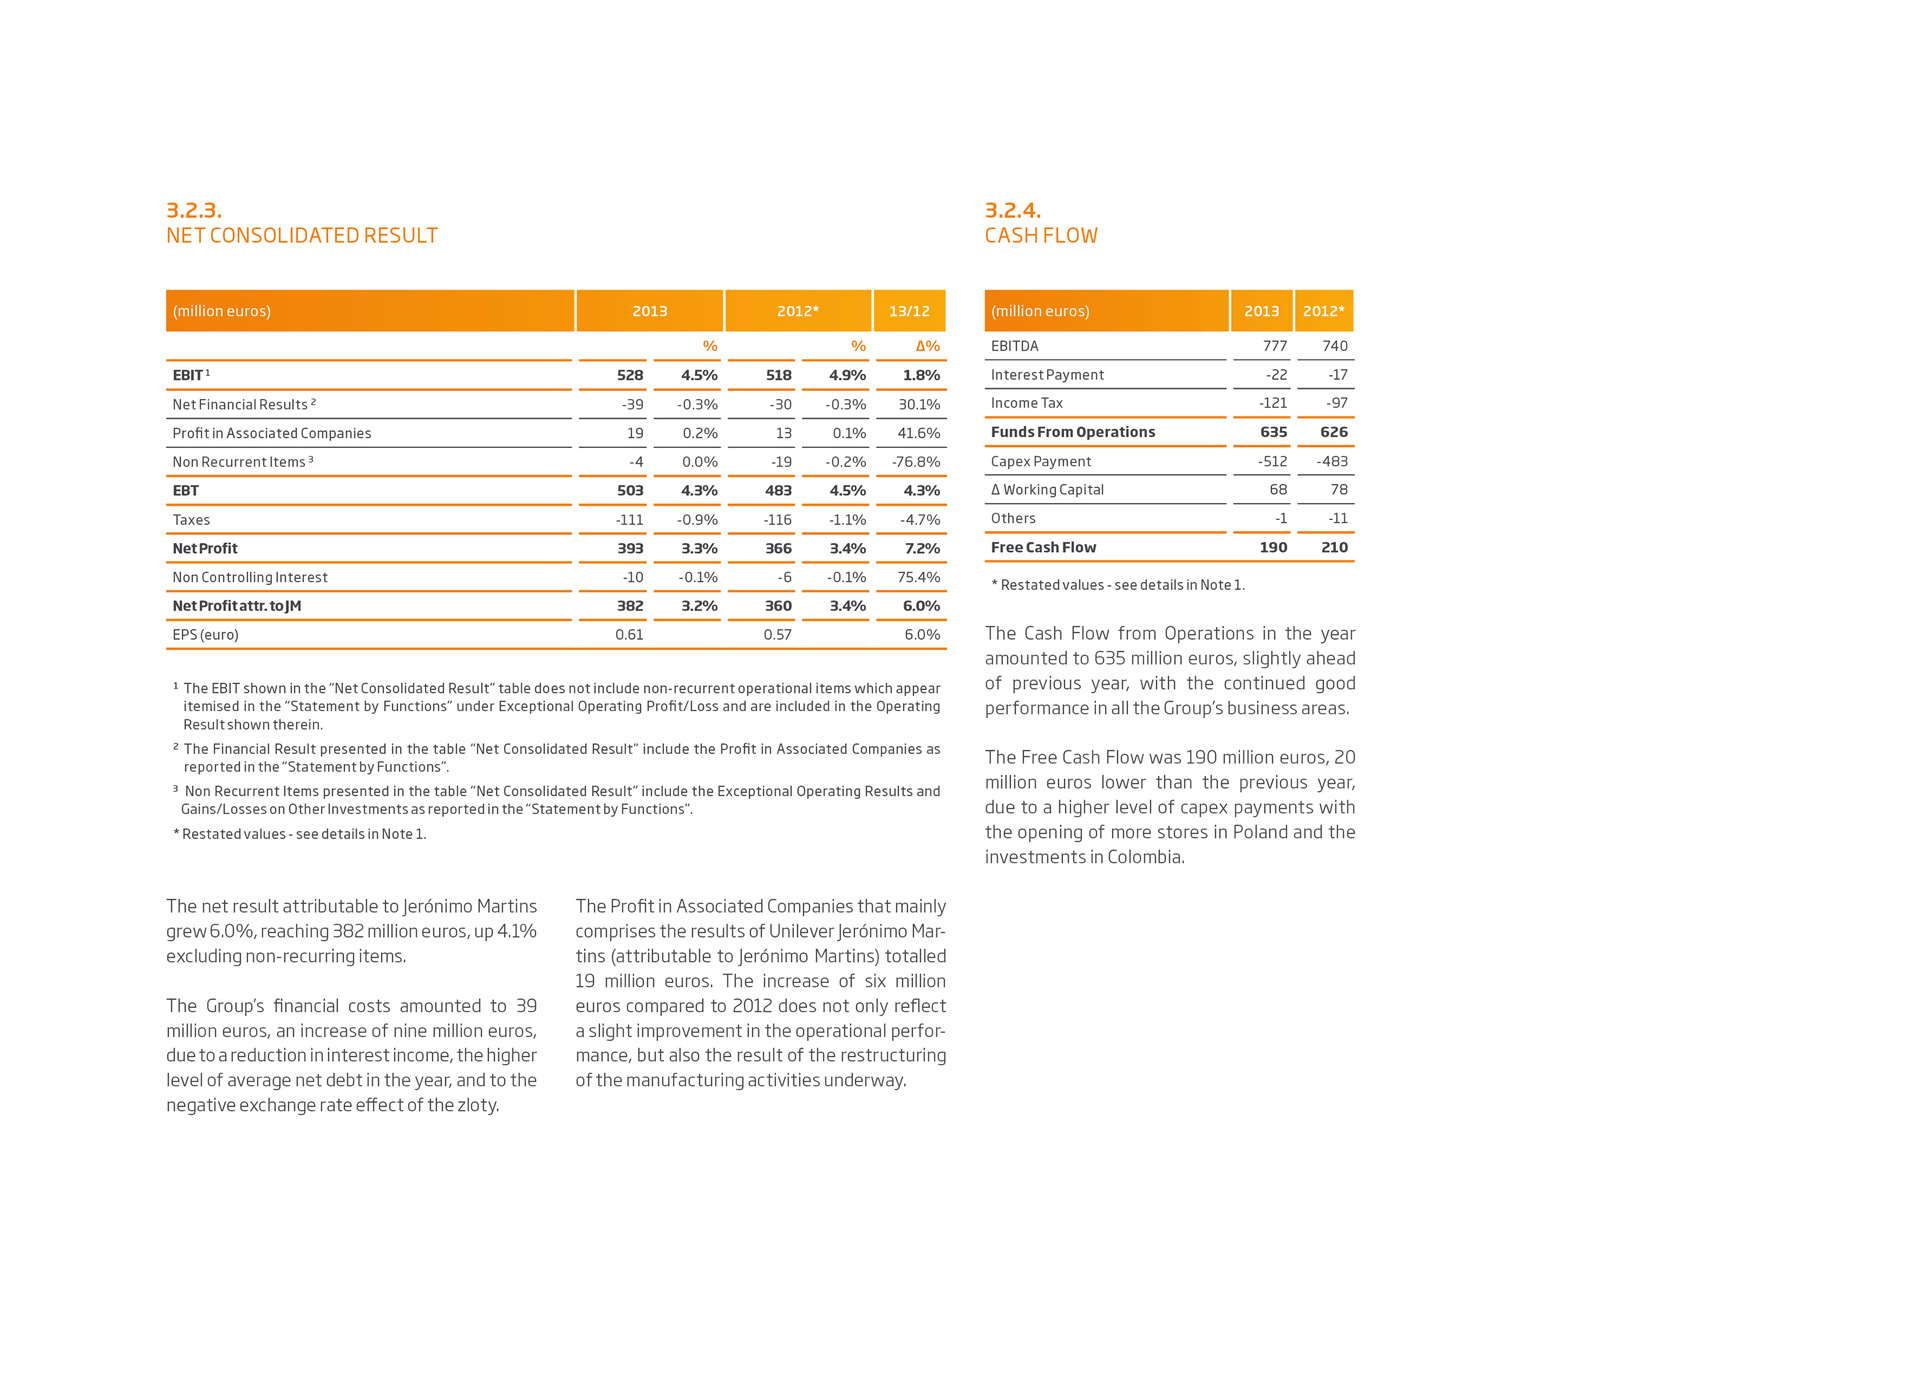 3.2.3.
NET CONSOLIDATED RESULT
(million euros) 2013 2012* 13/12
% % Δ%
EBIT ¹ 528 4.5% 518 4.9% 1.8%
Net Financial Results ² -39 -0.3% -30 -0.3% 30.1%
Profit in Associated Companies 19 0.2% 13 0.1% 41.6%
Non Recurrent Items ³ -4 0.0% -19 -0.2% -76.8%
EBT 503 4.3% 483 4.5% 4.3%
Taxes -111 -0.9% -116 -1.1% -4.7%
Net Profit 393 3.3% 366 3.4% 7.2%
Non Controlling Interest -10 -0.1% -6 -0.1% 75.4%
Net Profit attr. to JM 382 3.2% 360 3.4% 6.0%
EPS (euro) 0.61 0.57 6.0%
¹ The EBIT shown in the “Net Consolidated Result” table does not include non-recurrent operational items which appear
itemised in the “Statement by Functions” under Exceptional Operating Profit/Loss and are included in the Operating
Result shown therein.
² The Financial Result presented in the table “Net Consolidated Result” include the Profit in Associated Companies as
reported in the “Statement by Functions”.
³ Non Recurrent Items presented in the table “Net Consolidated Result” include the Exceptional Operating Results and
Gains/Losses on Other Investments as reported in the “Statement by Functions”.
* Restated values - see details in Note 1.
The net result attributable to Jerónimo Martins
grew 6.0%, reaching 382 million euros, up 4.1%
excluding non-recurring items.
The Group’s financial costs amounted to 39
million euros, an increase of nine million euros,
due to a reduction in interest income, the higher
level of average net debt in the year, and to the
negative exchange rate effect of the zloty.
The Profit in Associated Companies that mainly
comprises the results of Unilever Jerónimo Mar-
tins (attributable to Jerónimo Martins) totalled
19 million euros. The increase of six million
euros compared to 2012 does not only reflect
a slight improvement in the operational perfor-
mance, but also the result of the restructuring
of the manufacturing activities underway.
3.2.4.
CASH FLOW
(million euros) 2013 2012*
EBITDA 777 740
Interest Payment -22 -17
Income Tax -121 -97
Funds From Operations 635 626
Capex Payment -512 -483
Δ Working Capital 68 78
Others -1 -11
Free Cash Flow 190 210
* Restated values - see details in Note 1.
The Cash Flow from Operations in the year
amounted to 635 million euros, slightly ahead
of previous year, with the continued good
performance in all the Group’s business areas.
The Free Cash Flow was 190 million euros, 20
million euros lower than the previous year,
due to a higher level of capex payments with
the opening of more stores in Poland and the
investments in Colombia.